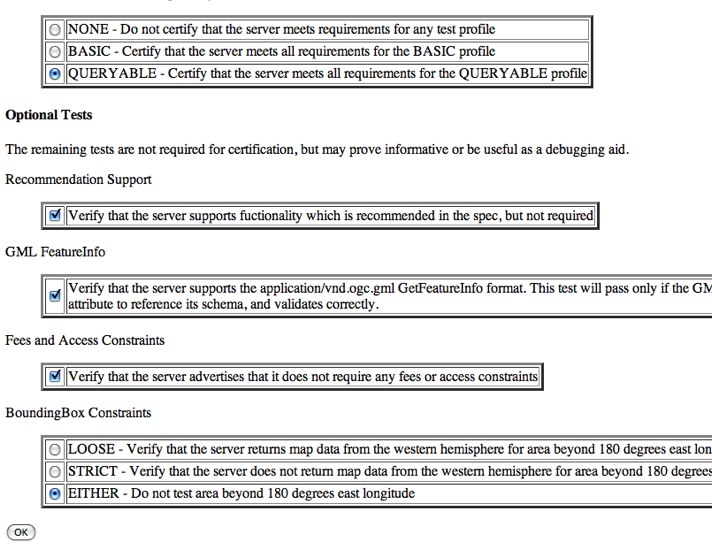 NONE - Do not certify that the server meets requirements for any test profile
BASIC - Certify that the server meets all requirements for the BASIC profile
QUERYABLE - Certify that the server meets all requirements for the QUERYABLE profile
Optional Tests
The remaining tests are not required for certification, but may prove informative or be useful as a debugging aid.
Recommendation Support
Verify that the server supports fuctionality which is recommended in the spec, but not required
GML FeatureInfo
Verify that the server supports the application/vnd.ogc.gml GetFeatureInfo format. This test will pass only if the GM
attribute to reference its schema, and validates correctly.
Fees and Access Constraints
Verify that the server advertises that it does not require any fees or access constraints
BoundingBox Constraints
LOOSE - Verify that the server returns map data from the western hemisphere for area beyond 180 degrees east lon
STRICT - Verify that the server does not return map data from the western hemisphere for area beyond 180 degrees
EITHER - Do not test area beyond 180 degrees east longitude
OK